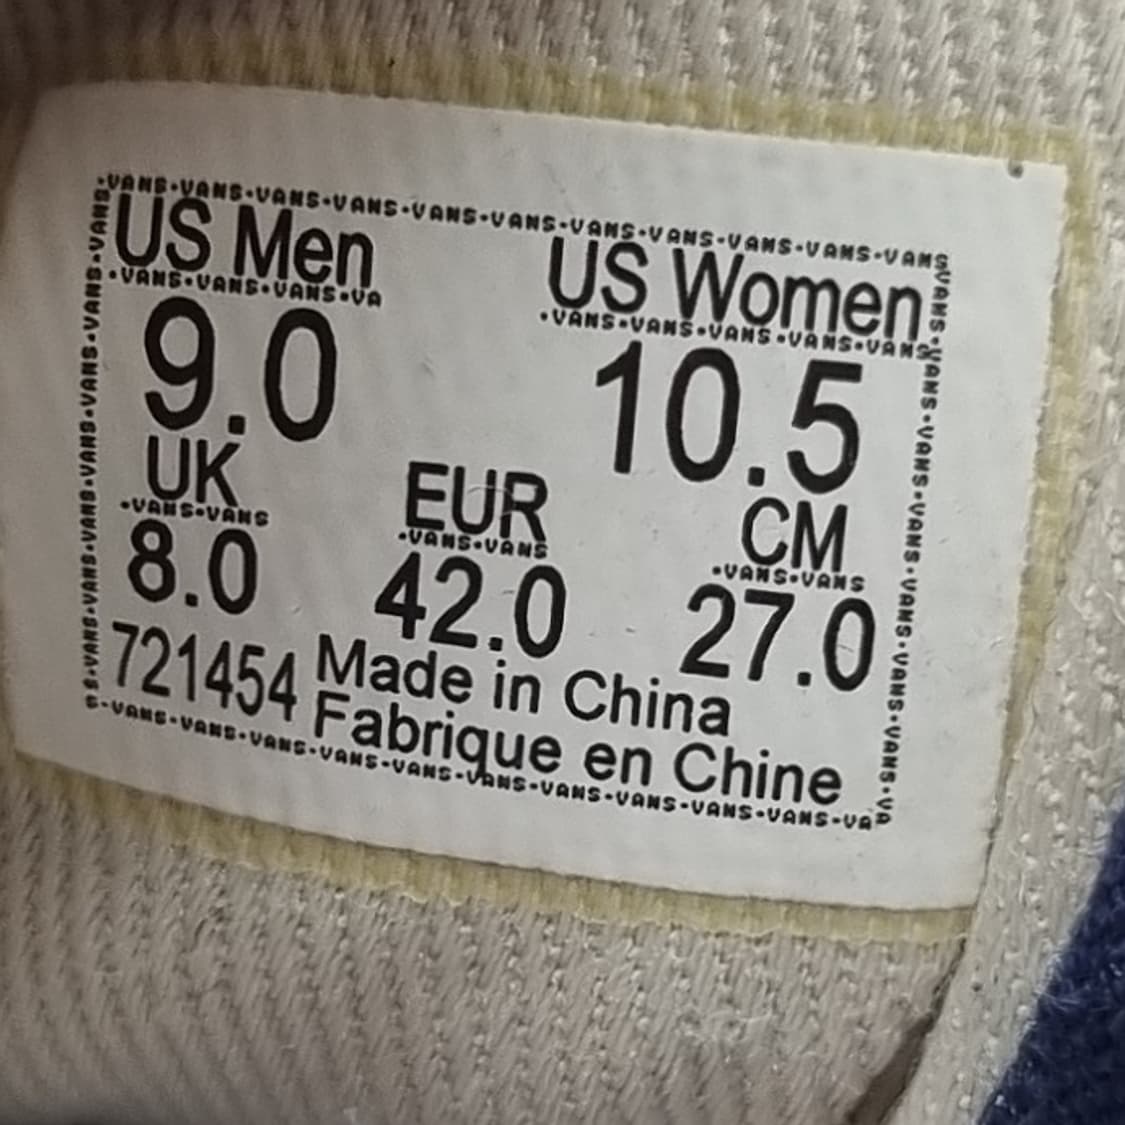 ·VANS·VANS·VANS·VANS·VANS·VANS·VANS·VANS·VANS·VANS·VANS
US Men US Women
·VANS·VANS·VANS·VA ·VANS·VANS·VANS·VANS·VANS
9.0 10.5
UK EUR CM
·VANS·VANS ·VANS·VANS ·VANS·VANS
8.0 42.0 27.0
721454 Made in China
Fabrique en Chine
S·VANS·VANS·VANS·VANS·VANS·VANS·VANS·VANS·VANS·VANS·VA